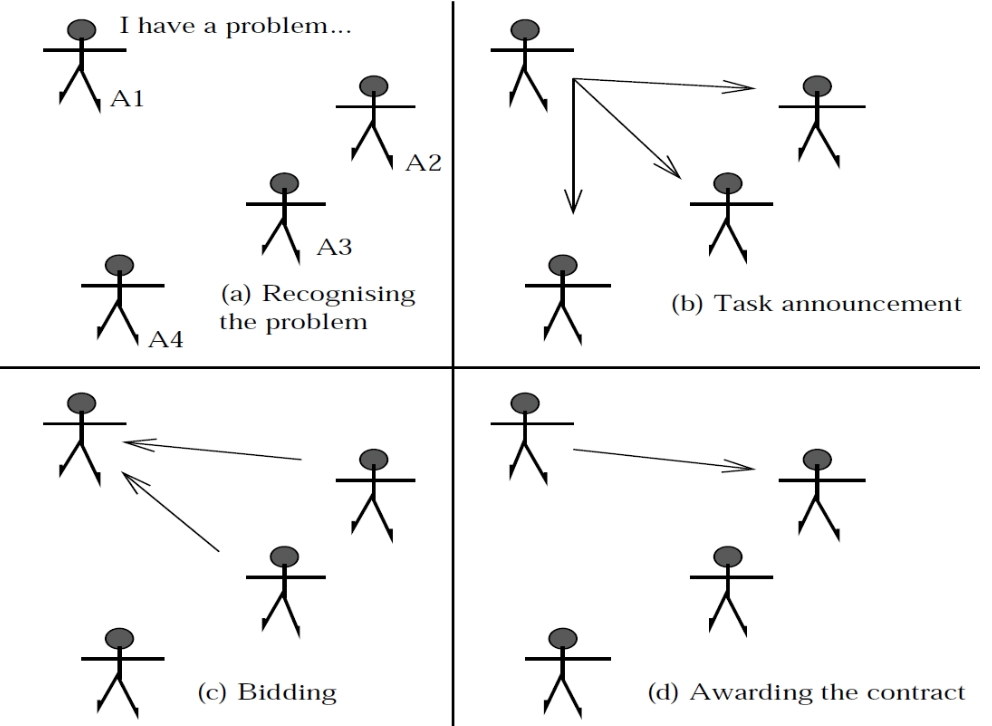 I have a problem...
A1
A2
A3
A4
(a) Recognising
the problem
(b) Task announcement
(c) Bidding
(d) Awarding the contract